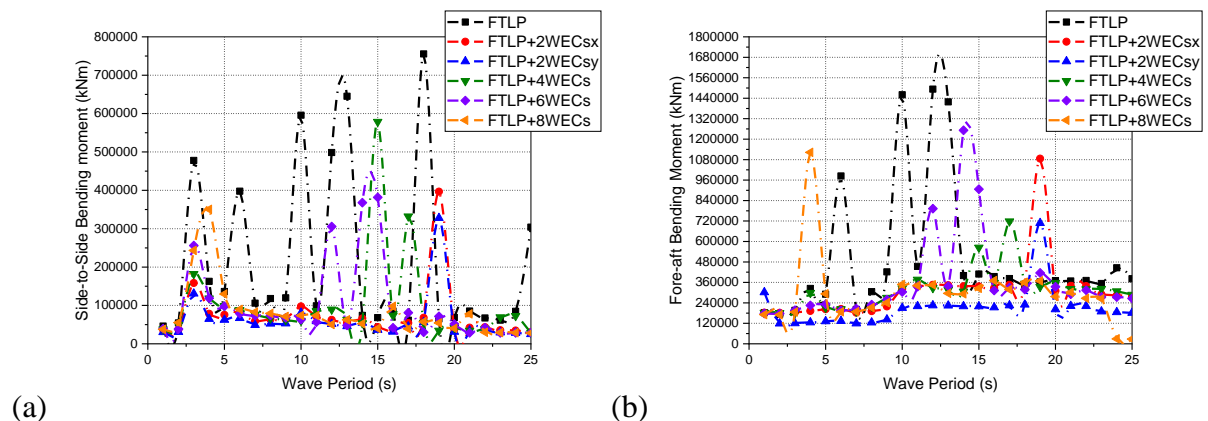 FTLP
FTLP+2WECsx
FTLP+2WECsy
FTLP+4WECs
FTLP+6WECs
FTLP+8WECs
Side-to-Side Bending moment (kNm)
800000
700000
600000
500000
400000
300000
200000
100000
0
0 5 10 15 20 25
Wave Period (s)
(a)
FTLP
FTLP+2WECsx
FTLP+2WECsy
FTLP+4WECs
FTLP+6WECs
FTLP+8WECs
Fore-aft Bending Moment (kNm)
1800000
1680000
1560000
1440000
1320000
1200000
1080000
960000
840000
720000
600000
480000
360000
240000
120000
0
0 5 10 15 20 25
Wave Period (s)
(b)